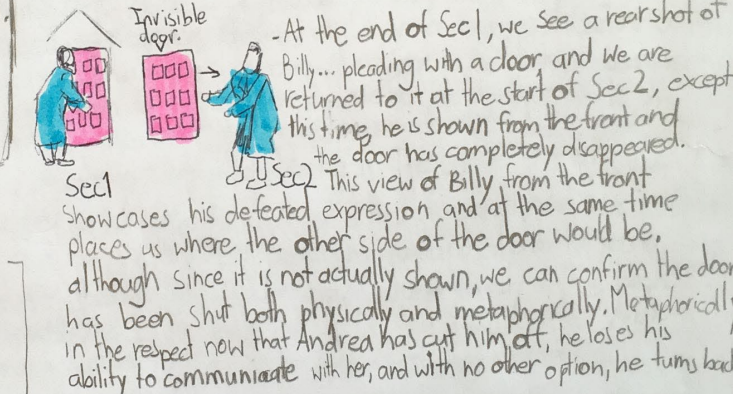 Invisible
door.
-At the end of Sec1, we see a rear shot of
Billy... pleading with a door and we are
returned to it at the start of Sec2, except
this time, he is shown from the front and
the door has completely disappeared.
Sec1
Sec2 This view of Billy from the front
showcases his defeated expression and at the same time
places us where the other side of the door would be,
although since it is not actually shown, we can confirm the door
has been shut both physically and metaphorically. Metaphoricall
in the respect now that Andrea has cut him off, he loses his
ability to communicate with her, and with no other option, he turns bac